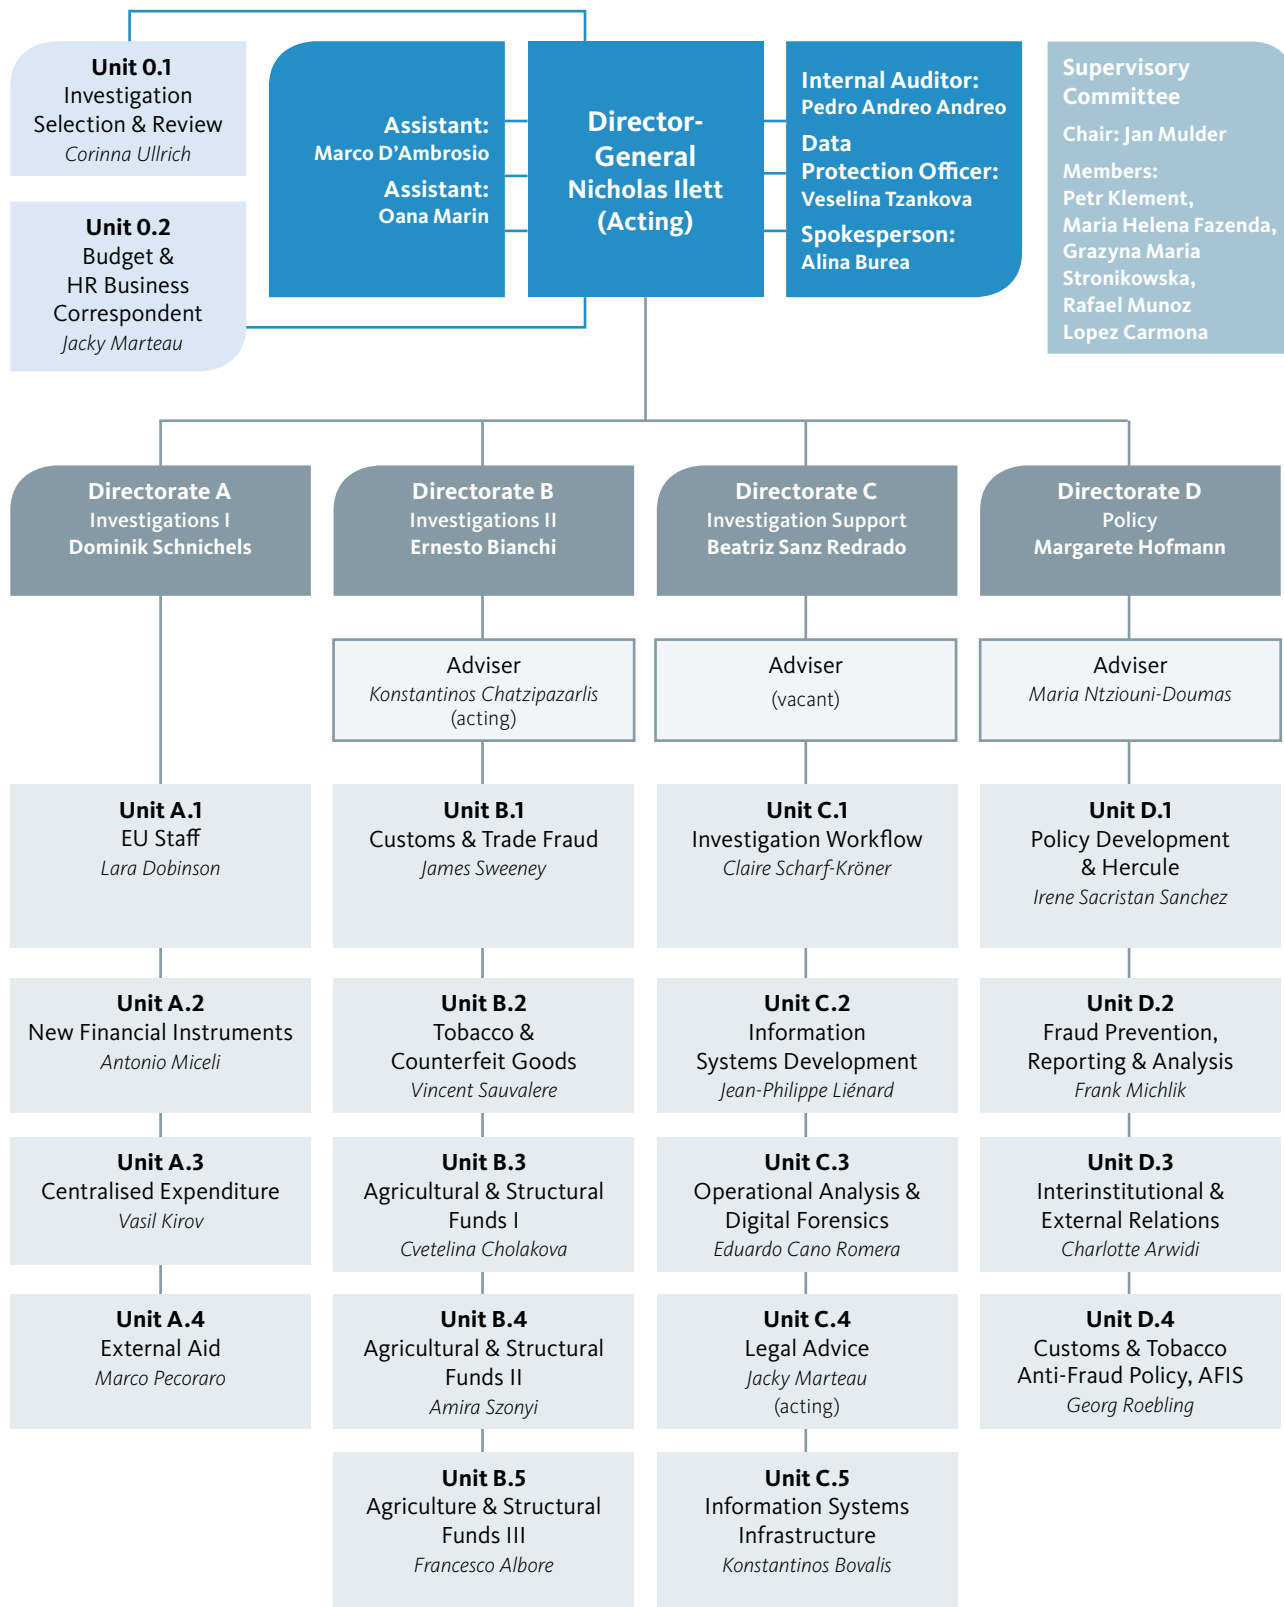 Unit 0.1
Investigation
Selection & Review
Corinna Ullrich
Unit 0.2
Budget &
HR Business
Correspondent
Jacky Marteau
Assistant:
Marco D’Ambrosio
Assistant:
Oana Marin
Director-
General
Nicholas Ilett
(Acting)
Internal Auditor:
Pedro Andreo Andreo
Data
Protection Officer:
Veselina Tzankova
Spokesperson:
Alina Burea
Supervisory
Committee
Chair: Jan Mulder
Members:
Petr Klement,
Maria Helena Fazenda,
Grazyna Maria
Stronikowska,
Rafael Munoz
Lopez Carmona
Directorate A
Investigations I
Dominik Schnichels
Directorate B
Investigations II
Ernesto Bianchi
Directorate C
Investigation Support
Beatriz Sanz Redrado
Directorate D
Policy
Margarete Hofmann
Adviser
Konstantinos Chatzipazarlis
(acting)
Adviser
(vacant)
Adviser
Maria Ntziouni-Doumas
Unit A.1
EU Staff
Lara Dobinson
Unit B.1
Customs & Trade Fraud
James Sweeney
Unit C.1
Investigation Workflow
Claire Scharf-Kröner
Unit D.1
Policy Development
& Hercule
Irene Sacristan Sanchez
Unit A.2
New Financial Instruments
Antonio Miceli
Unit B.2
Tobacco &
Counterfeit Goods
Vincent Sauvalere
Unit C.2
Information
Systems Development
Jean-Philippe Liénard
Unit D.2
Fraud Prevention,
Reporting & Analysis
Frank Michlik
Unit A.3
Centralised Expenditure
Vasil Kirov
Unit B.3
Agricultural & Structural
Funds I
Cvetelina Cholakova
Unit C.3
Operational Analysis &
Digital Forensics
Eduardo Cano Romera
Unit D.3
Interinstitutional &
External Relations
Charlotte Arwidi
Unit A.4
External Aid
Marco Pecoraro
Unit B.4
Agricultural & Structural
Funds II
Amira Szonyi
Unit C.4
Legal Advice
Jacky Marteau
(acting)
Unit D.4
Customs & Tobacco
Anti-Fraud Policy, AFIS
Georg Roebling
Unit B.5
Agriculture & Structural
Funds III
Francesco Albore
Unit C.5
Information Systems
Infrastructure
Konstantinos Bovalis